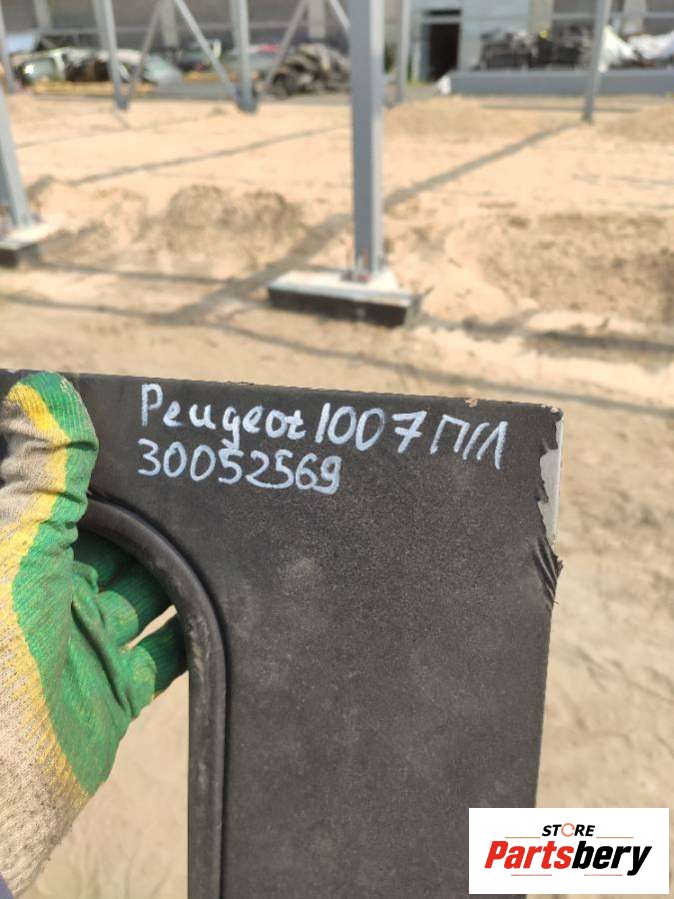 Peugeot 1007 П/Л
30052569
STORE
Partsbery